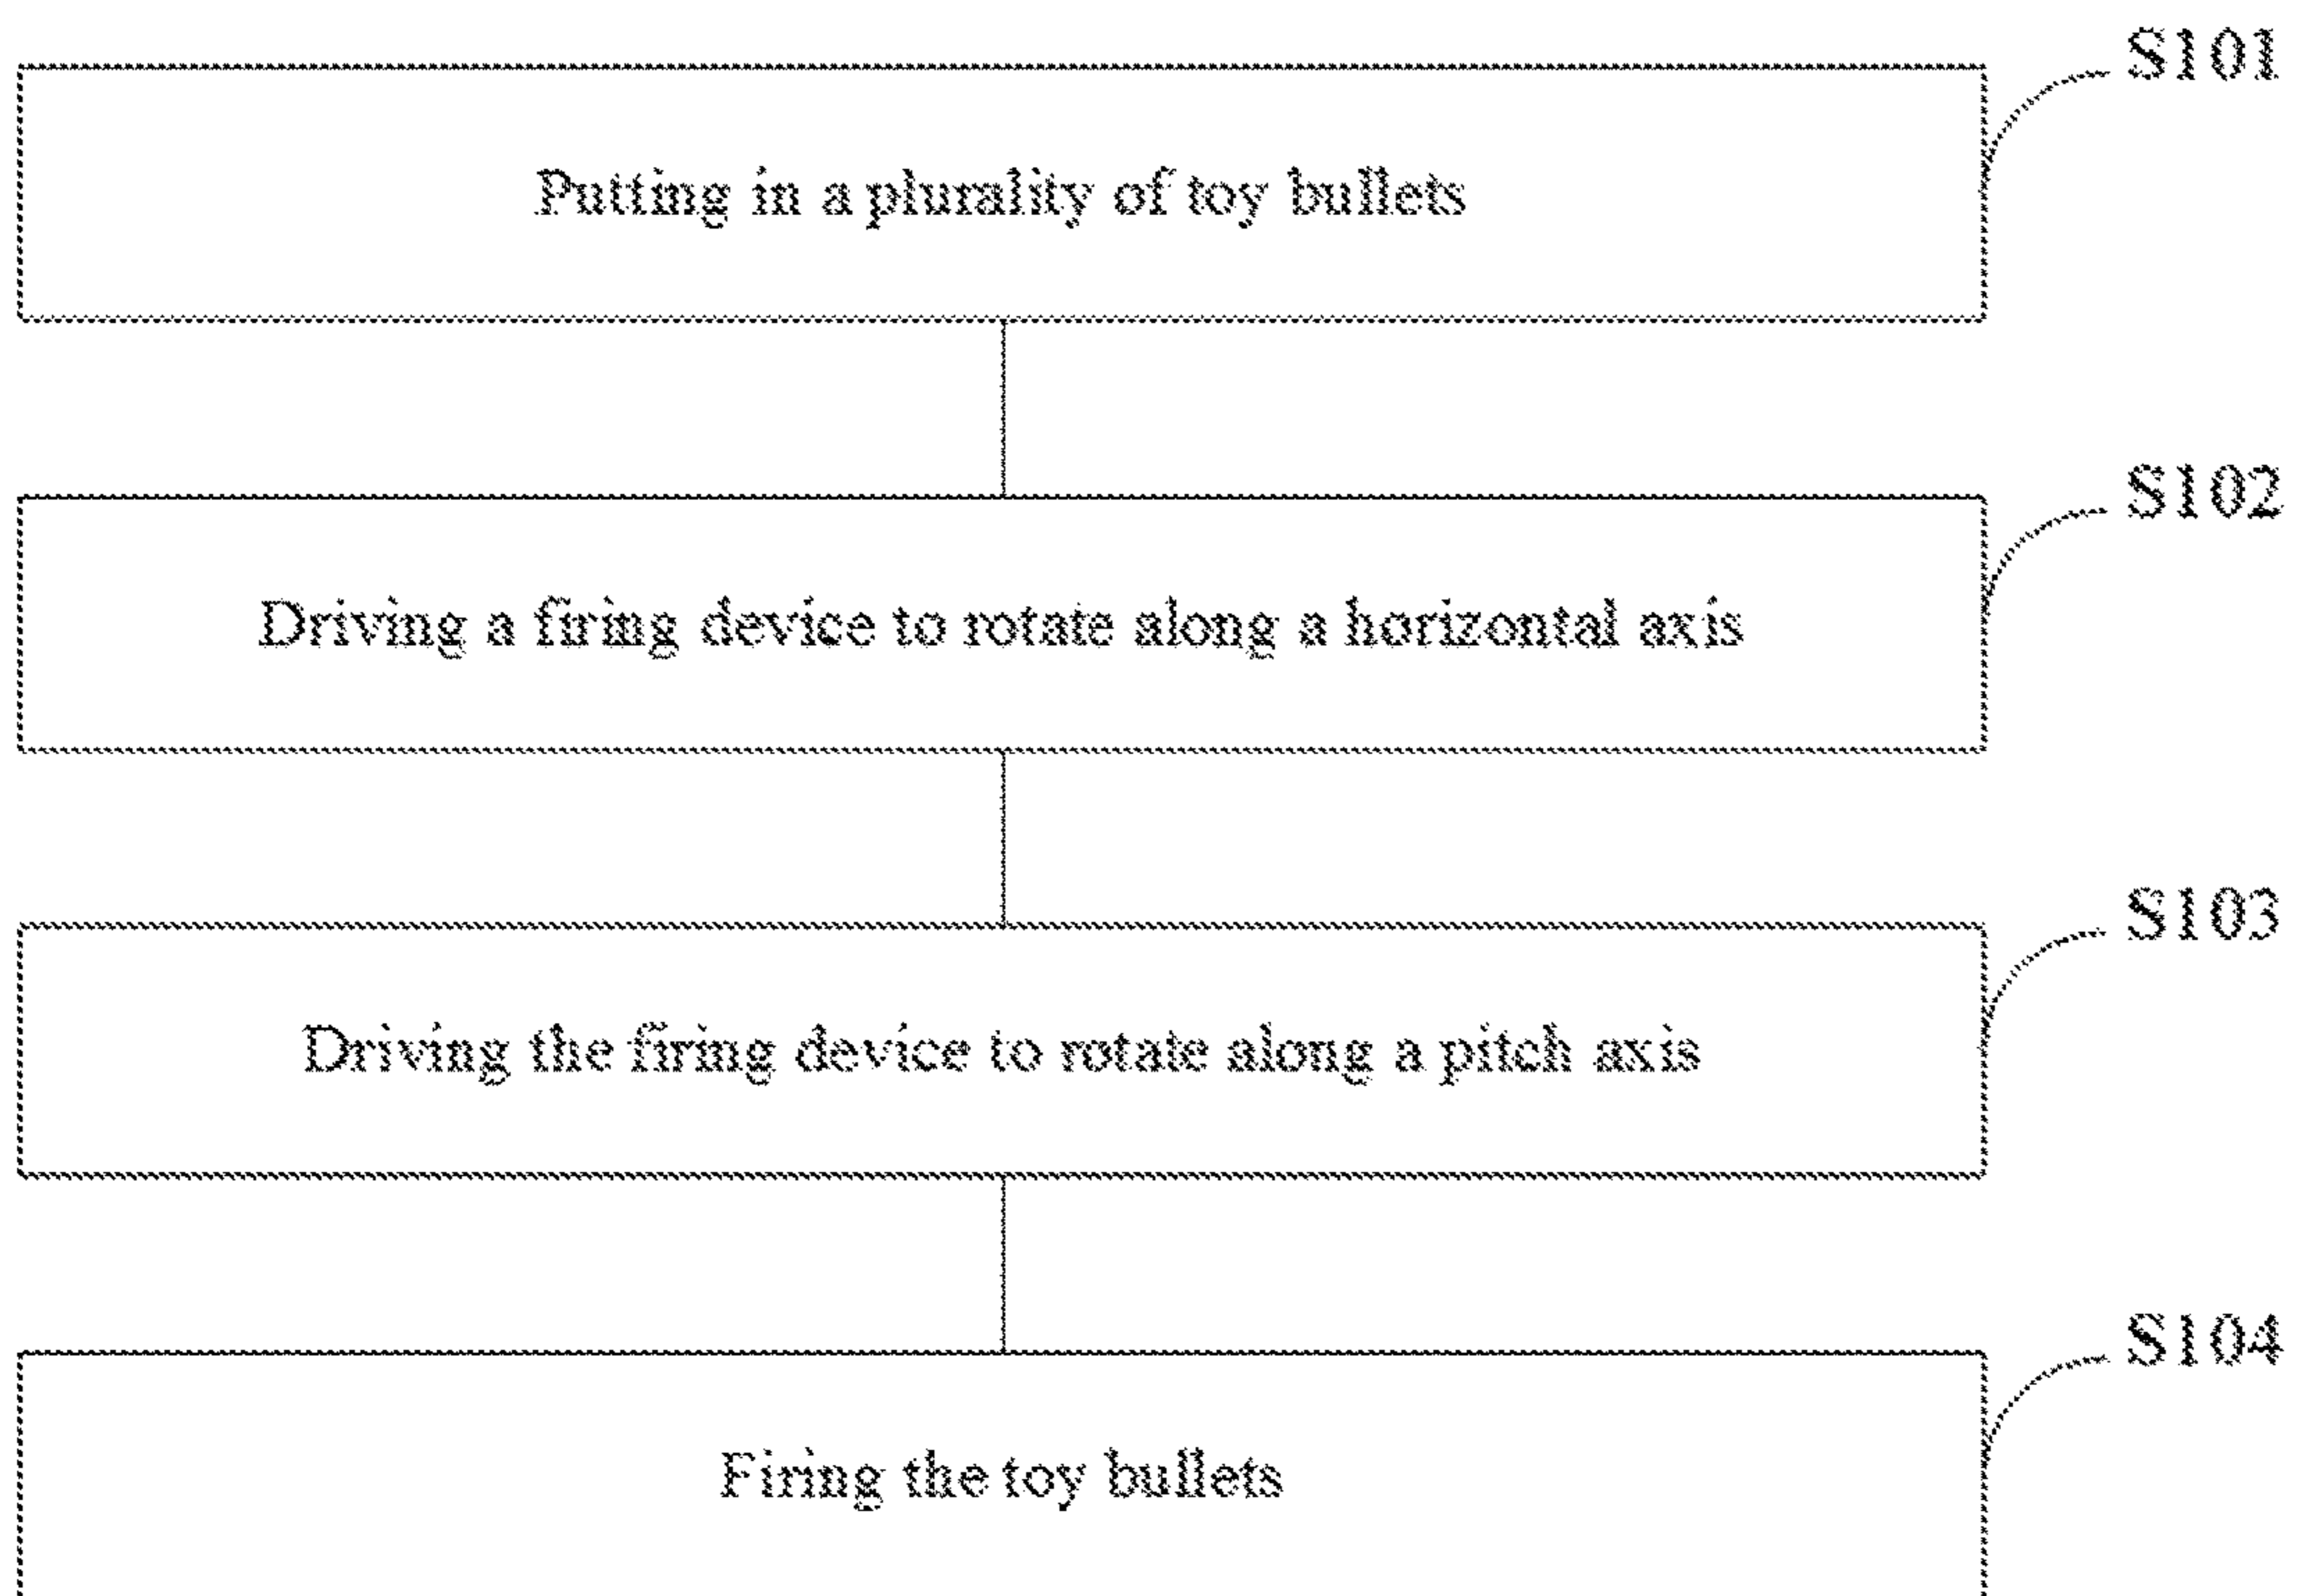 S101
Putting in a plurality of toy bullets
S102
Driving a firing device to rotate along a horizontal axis
S103
Driving the firing device to rotate along a pitch axis
S104
Firing the toy bullets